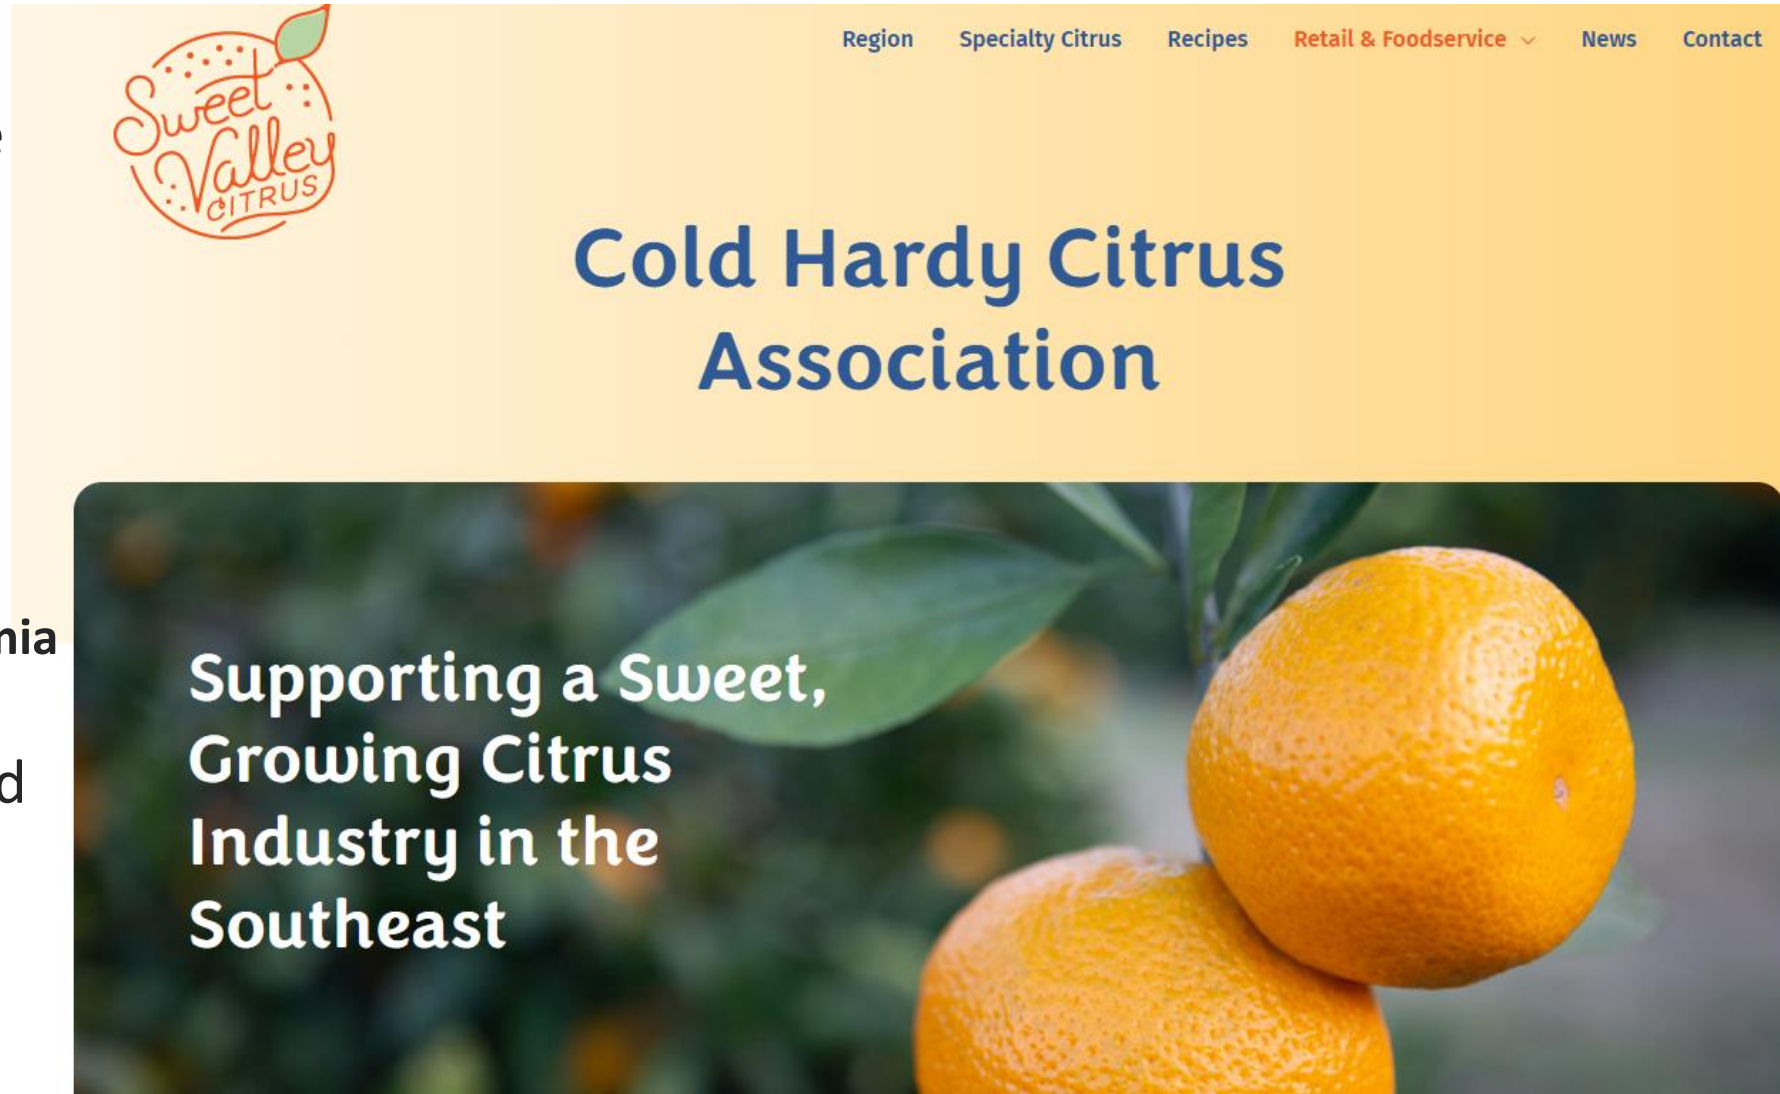 Sweet
Valley
CITRUS
Region Specialty Citrus Recipes Retail & Foodservice News Contact
Cold Hardy Citrus
Association
Supporting a Sweet,
Growing Citrus
Industry in the
Southeast